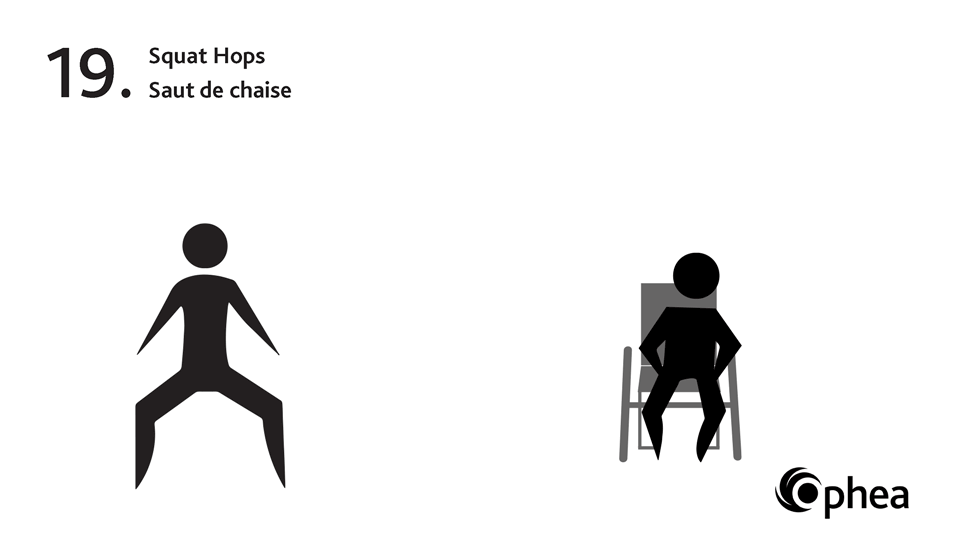 19.
Squat Hops
Saut de chaise
Ophea